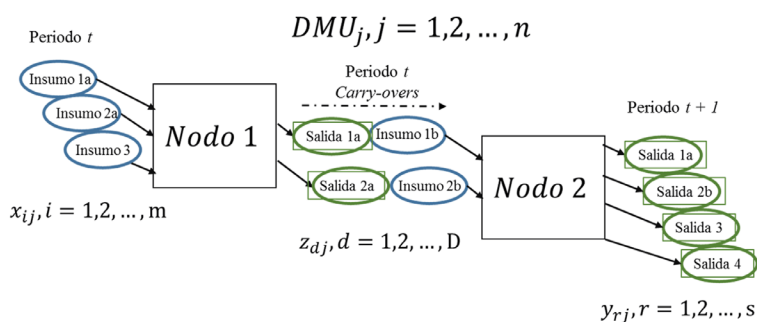 DMU_j, j = 1,2, …, n
Periodo t
Insumo 1a
Insumo 2a
Insumo 3
x_ij, i = 1,2, …, m
Nodo 1
Periodo t
Carry-overs
Salida 1a
Insumo 1b
Salida 2a
Insumo 2b
z_dj, d = 1,2, …, D
Nodo 2
Periodo t + 1
Salida 1a
Salida 2b
Salida 3
Salida 4
y_rj, r = 1,2, …, s